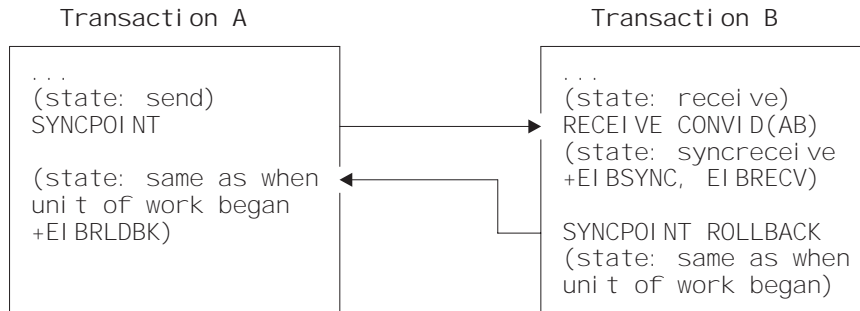 Transaction A
Transaction B
...
(state: send)
SYNCPOINT
(state: same as when
unit of work began
+EIBRLDBK)
...
(state: receive)
RECEIVE CONVID(AB)
(state: syncreceive
+EIBSYNC, EIBRECV)
SYNCPOINT ROLLBACK
(state: same as when
unit of work began)